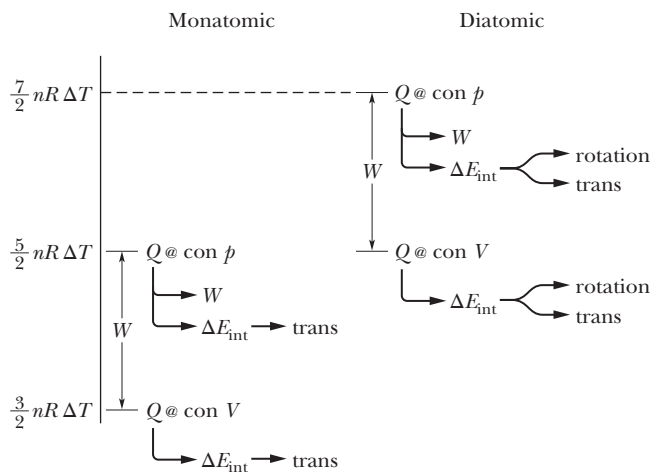 Monatomic Diatomic
7/2 nR ΔT Q @ con p
W
W
ΔE_int rotation
trans
5/2 nR ΔT Q @ con p Q @ con V
W
W
ΔE_int trans
ΔE_int rotation
trans
3/2 nR ΔT Q @ con V
ΔE_int trans